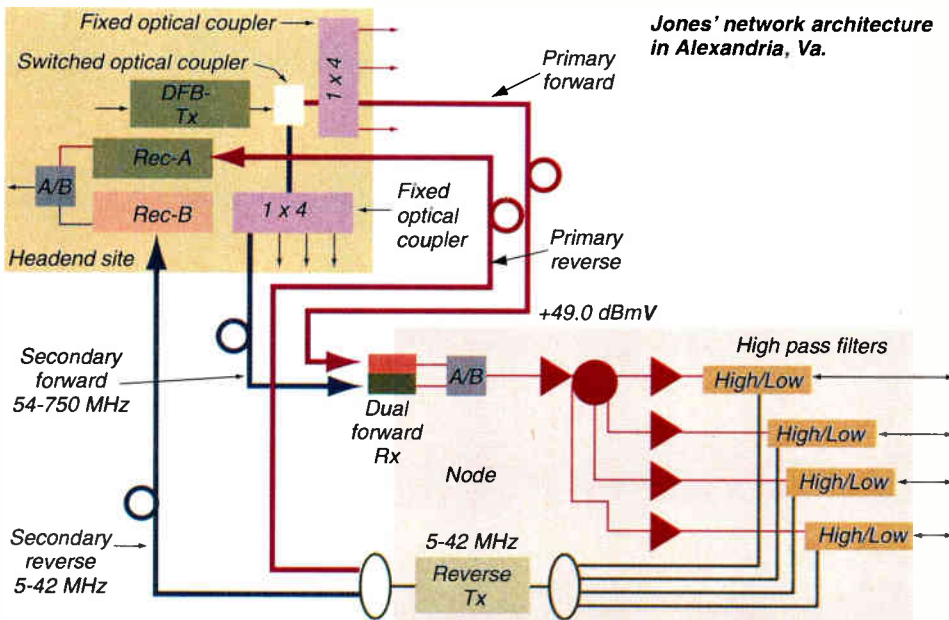 Fixed optical coupler
Jones' network architecture
in Alexandria, Va.
Switched optical coupler
1 x 4
Primary
forward
DFB-
Tx
Rec-A
A/B
Rec-B
1 x 4
Fixed
optical
coupler
Headend site
Primary
reverse
+49.0 dBmV
Secondary
forward
54-750 MHz
High pass filters
A/B
High/Low
Dual
forward
Rx
High/Low
Node
High/Low
High/Low
Secondary
reverse
5-42 MHz
5-42 MHz
Reverse
Tx